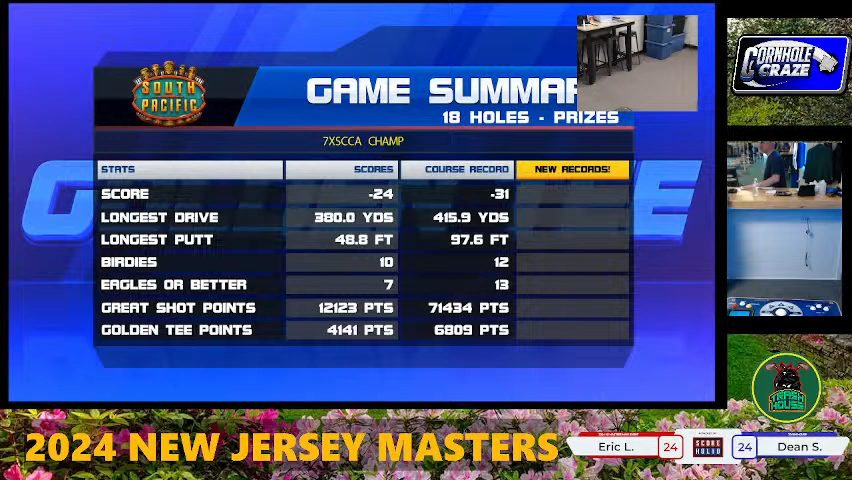 SOUTH
PACIFIC
GAME SUMMAR
18 HOLES - PRIZES
7XSCCA CHAMP
STATS SCORES COURSE RECORD NEW RECORDS!
SCORE -24 -31
LONGEST DRIVE 380.0 YDS 415.9 YDS
LONGEST PUTT 48.8 FT 97.6 FT
BIRDIES 10 12
EAGLES OR BETTER 7 13
GREAT SHOT POINTS 12123 PTS 71434 PTS
GOLDEN TEE POINTS 4141 PTS 6809 PTS
CORNHOLE
CRAZE
TRASH
HOUSE
2024 NEW JERSEY MASTERS
Eric L. 24 SCORE HOLIO 24 Dean S.